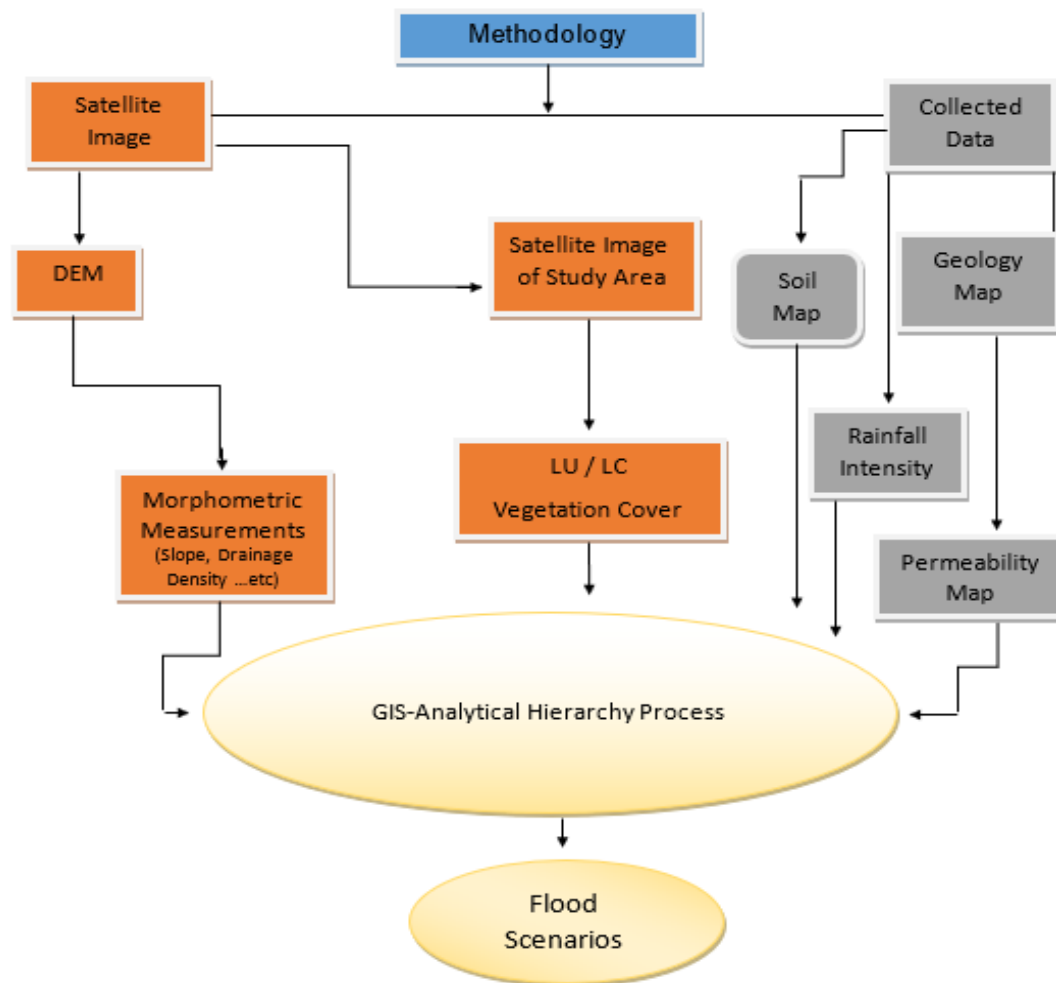 Methodology
Satellite
Image
Collected
Data
DEM
Satellite Image
of Study Area
Soil
Map
Geology
Map
Rainfall
Intensity
LU / LC
Vegetation Cover
Morphometric
Measurements
(Slope, Drainage
Density ...etc)
Permeability
Map
GIS-Analytical Hierarchy Process
Flood
Scenarios